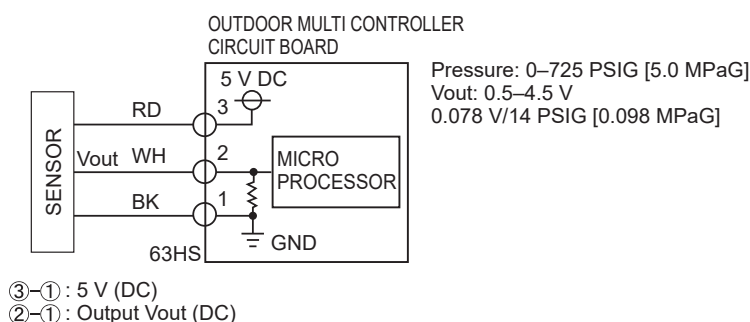 OUTDOOR MULTI CONTROLLER
CIRCUIT BOARD
Pressure: 0–725 PSIG [5.0 MPaG]
Vout: 0.5–4.5 V
0.078 V/14 PSIG [0.098 MPaG]
5 V DC
SENSOR
RD
3
Vout WH
2
MICRO
PROCESSOR
BK
1
GND
63HS
③–① : 5 V (DC)
②–① : Output Vout (DC)